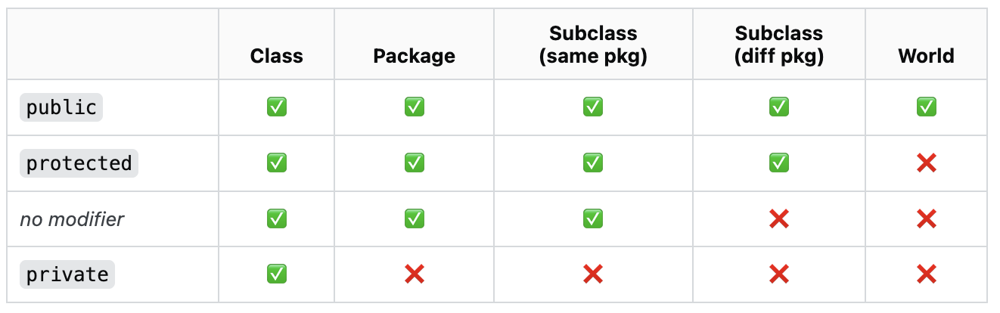 Class Package Subclass (same pkg) Subclass (diff pkg) World
public ✅ ✅ ✅ ✅ ✅
protected ✅ ✅ ✅ ✅ ❌
no modifier ✅ ✅ ✅ ❌ ❌
private ✅ ❌ ❌ ❌ ❌